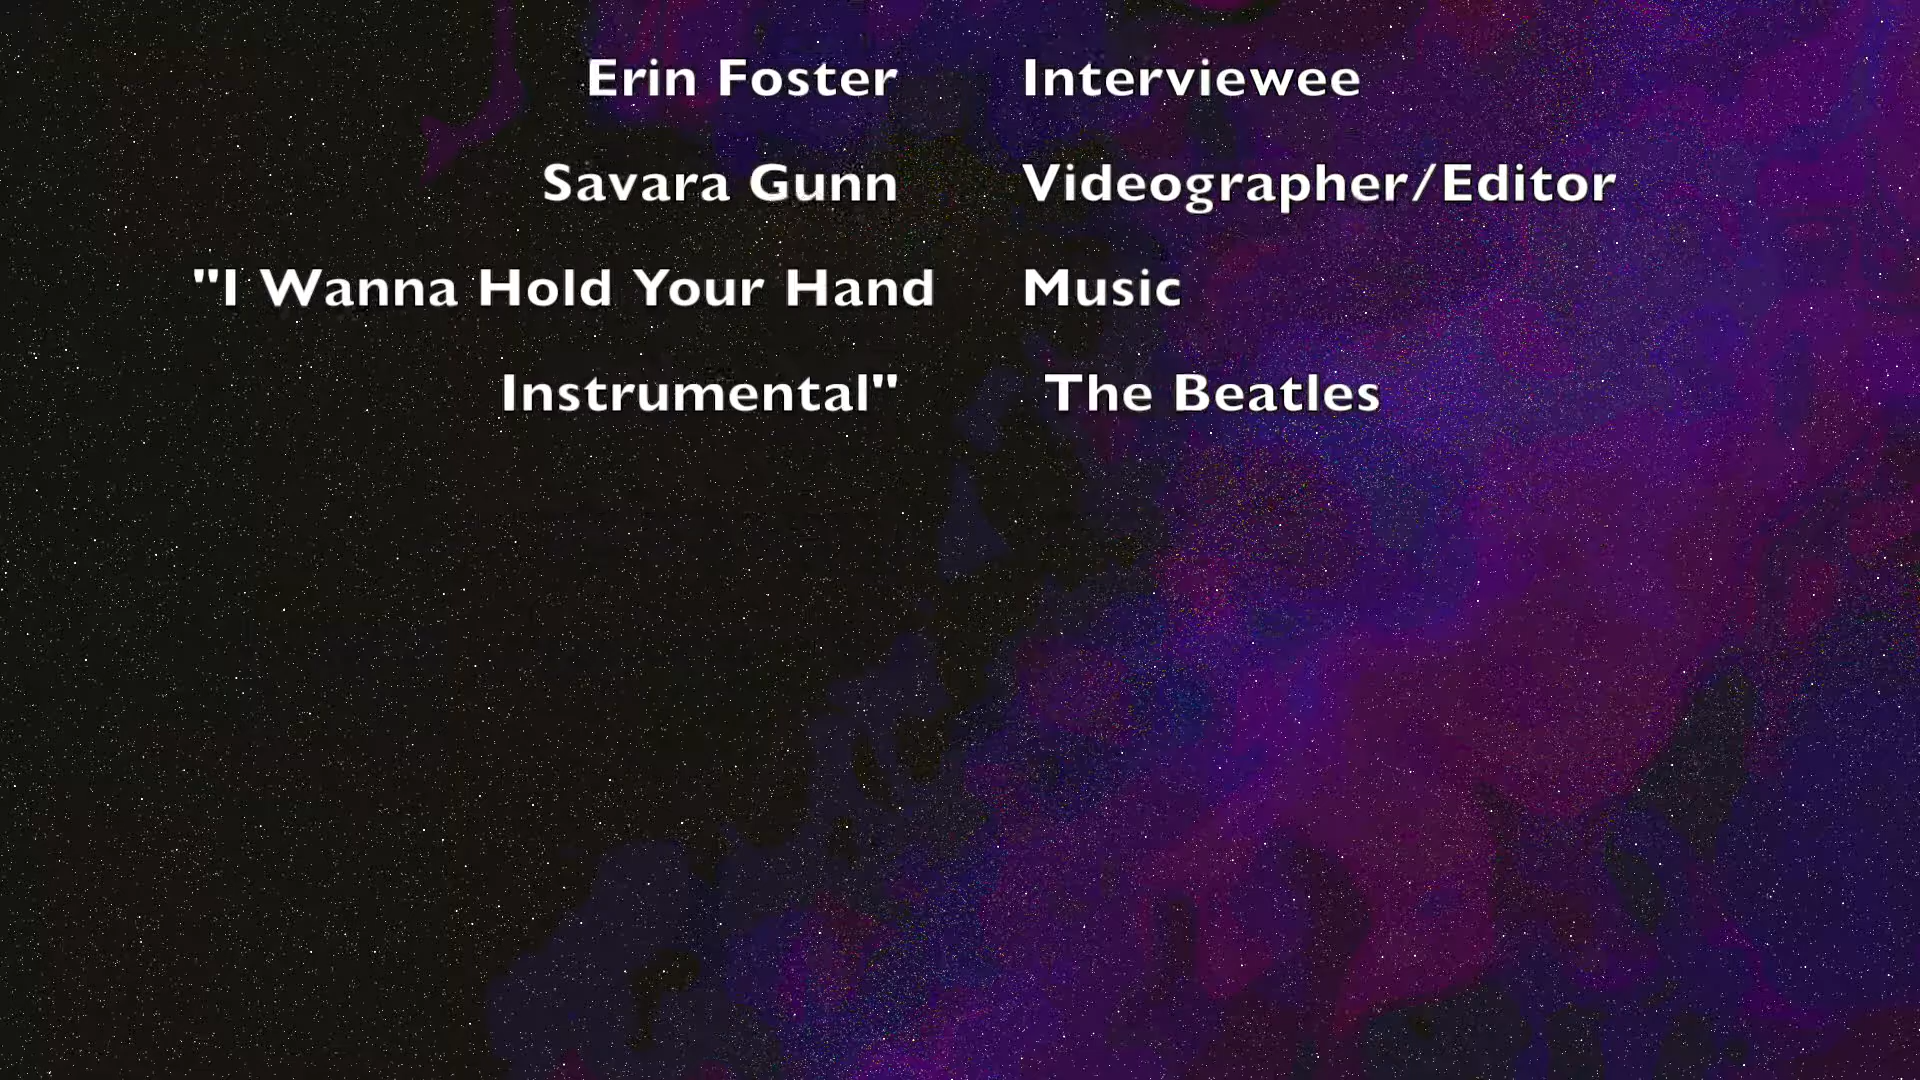 Erin Foster Interviewee
Savara Gunn Videographer/Editor
"I Wanna Hold Your Hand Music
Instrumental" The Beatles